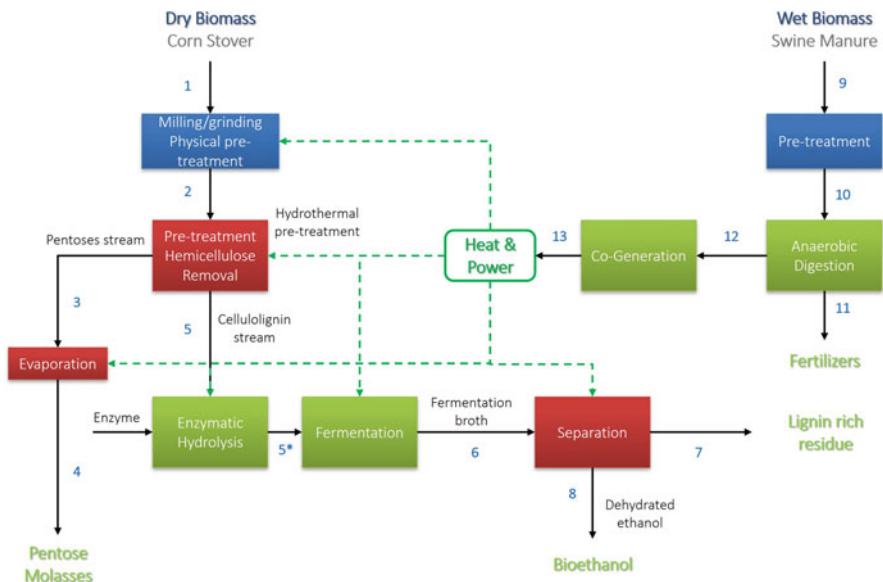 Dry Biomass
Corn Stover
Wet Biomass
Swine Manure
1
9
Milling/grinding
Physical pre-
treatment
Pre-treatment
2
10
Hydrothermal
pre-treatment
Pentoses stream
Pre-treatment
Hemicellulose
Removal
Heat &
Power
13
Co-Generation
12
Anaerobic
Digestion
3
5
Cellulolignin
stream
11
Evaporation
Fertilizers
Enzyme
Enzymatic
Hydrolysis
5*
Fermentation
Fermentation
broth
6
Separation
7
Lignin rich
residue
4
8
Dehydrated
ethanol
Pentose
Molasses
Bioethanol